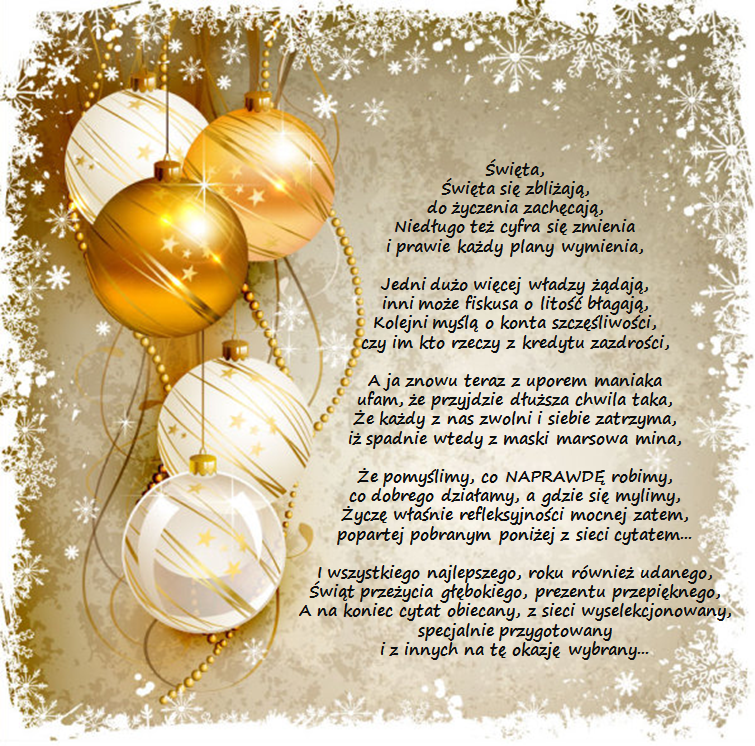 Święta,
Święta się zbliżają,
do życzenia zachęcają,
Niedługo też cyfra się zmienia
i prawie każdy plany wymienia,
Jedni dużo więcej władzy żądają,
inni może fiskusa o litość błagają,
Kolejni myślą o konta szczęśliwości,
czy im kto rzeczy z kredytu zazdrości,
A ja znowu teraz z uporem maniaka
ufam, że przyjdzie dłuższa chwila taka,
Że każdy z nas zwolni i siebie zatrzyma,
iż spadnie wtedy z maski marsowa mina,
Że pomyślimy, co NAPRAWDĘ robimy,
co dobrego działamy, a gdzie się mylimy,
Życzę właśnie refleksyjności mocnej zatem,
popartej pobranym poniżej z sieci cytatem...
I wszystkiego najlepszego, roku również udanego,
Świąt przeżycia głębokiego, prezentu przepięknego,
A na koniec cytat obiecany, z sieci wyselekcjonowany,
specjalnie przygotowany
i z innych na tę okazję wybrany...